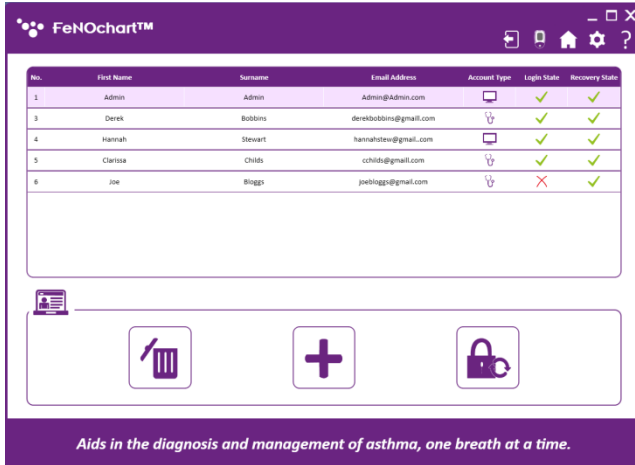 FeNOchart™
?
No. First Name Surname Email Address Account Type Login State Recovery State
1 Admin Admin Admin@Admin.com
3 Derek Bobbins derekbobbins@gmaill.com
4 Hannah Stewart hannahstew@gmail..com
5 Clarissa Childs cchilds@gmaill.com
6 Joe Bloggs joebloggs@gmail.com
Aids in the diagnosis and management of asthma, one breath at a time.